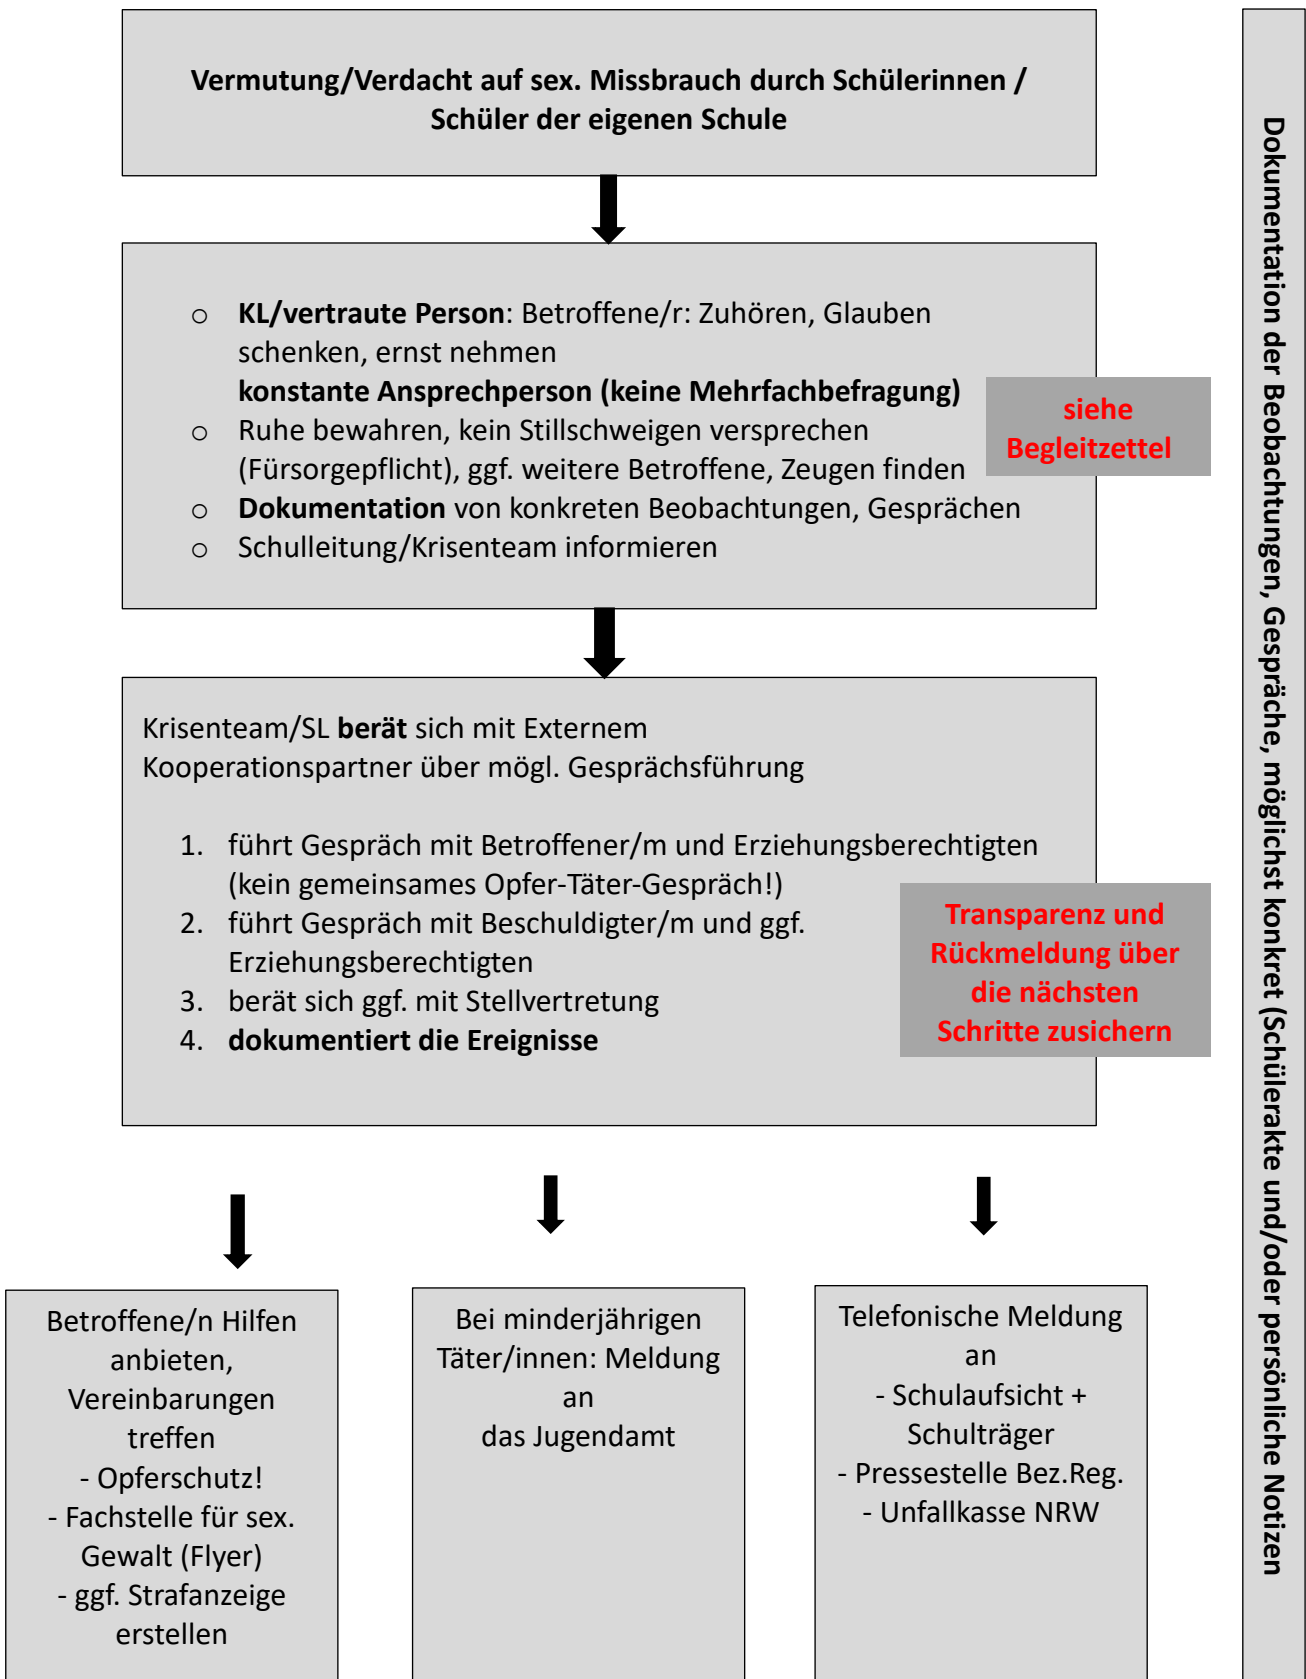 Vermutung/Verdacht auf sex. Missbrauch durch Schülerinnen /
Schüler der eigenen Schule
o KL/vertraute Person: Betroffene/r: Zuhören, Glauben
schenken, ernst nehmen
konstante Ansprechperson (keine Mehrfachbefragung)
o Ruhe bewahren, kein Stillschweigen versprechen
(Fürsorgepflicht), ggf. weitere Betroffene, Zeugen finden
o Dokumentation von konkreten Beobachtungen, Gesprächen
o Schulleitung/Krisenteam informieren
siehe
Begleitzettel
Krisenteam/SL berät sich mit Externem
Kooperationspartner über mögl. Gesprächsführung
1. führt Gespräch mit Betroffener/m und Erziehungsberechtigten
(kein gemeinsames Opfer-Täter-Gespräch!)
2. führt Gespräch mit Beschuldigter/m und ggf.
Erziehungsberechtigten
3. berät sich ggf. mit Stellvertretung
4. dokumentiert die Ereignisse
Transparenz und
Rückmeldung über
die nächsten
Schritte zusichern
Betroffene/n Hilfen
anbieten,
Vereinbarungen
treffen
- Opferschutz!
- Fachstelle für sex.
Gewalt (Flyer)
- ggf. Strafanzeige
erstellen
Bei minderjährigen
Täter/innen: Meldung
an
das Jugendamt
Telefonische Meldung
an
- Schulaufsicht +
Schulträger
- Pressestelle Bez.Reg.
- Unfallkasse NRW
Dokumentation der Beobachtungen, Gespräche, möglichst konkret (Schülerakte und/oder persönliche Notizen